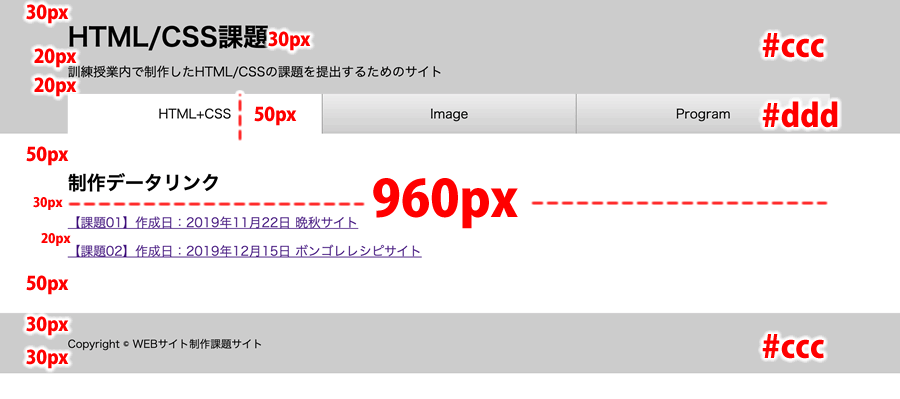 30px
HTML/CSS課題30px
#ccc
20px
訓練授業内で制作したHTML/CSSの課題を提出するためのサイト
20px
HTML+CSS 50px Image Program #ddd
50px
制作データリンク
960px
30px
【課題01】作成日：2019年11月22日 晩秋サイト
20px
【課題02】作成日：2019年12月15日 ボンゴレレシピサイト
50px
30px
Copyright © WEBサイト制作課題サイト
#ccc
30px